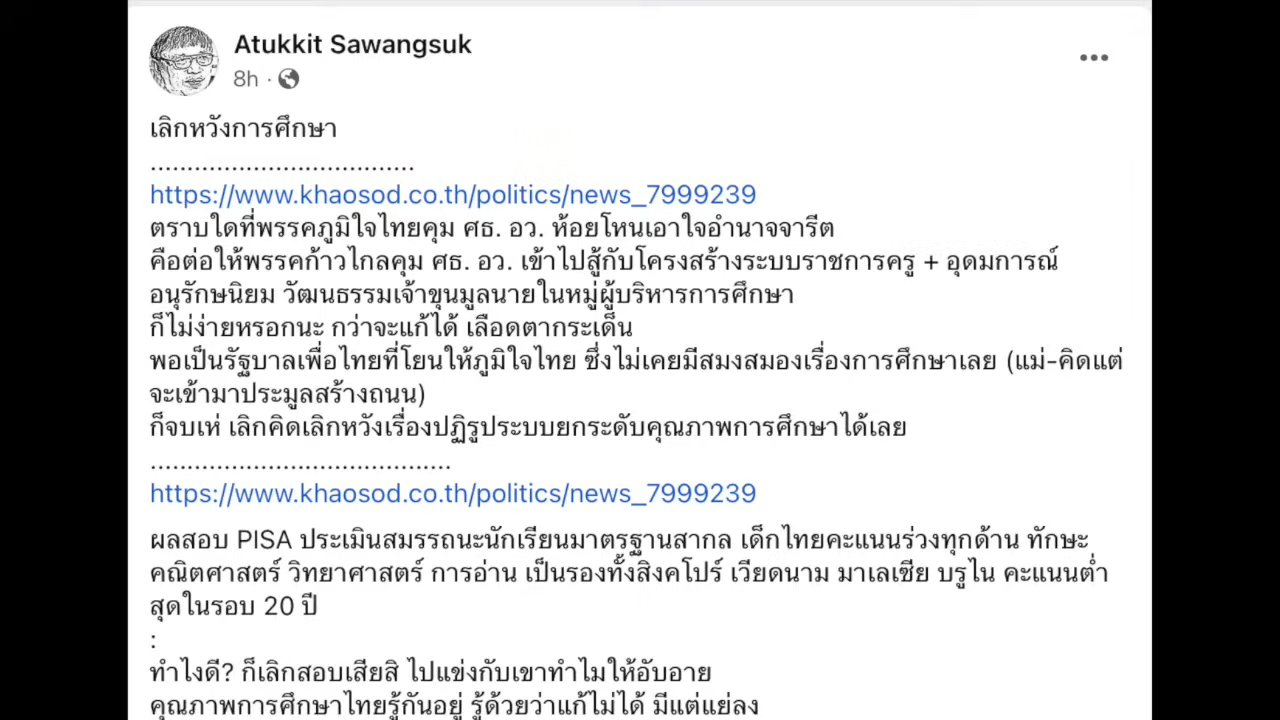 Atukkit Sawangsuk
8h ·
เลิกหวังการศึกษา
....................................
https://www.khaosod.co.th/politics/news_7999239
ตราบใดที่พรรคภูมิใจไทยคุม ศธ. อว. ห้อยโหนเอาใจอำนาจจารีต
คือต่อให้พรรคก้าวไกลคุม ศธ. อว. เข้าไปสู้กับโครงสร้างระบบราชการครู + อุดมการณ์
อนุรักษนิยม วัฒนธรรมเจ้าขุนมูลนายในหมู่ผู้บริหารการศึกษา
ก็ไม่ง่ายหรอกนะ กว่าจะแก้ได้ เลือดตากระเด็น
พอเป็นรัฐบาลเพื่อไทยที่โยนให้ภูมิใจไทย ซึ่งไม่เคยมีสมงสมองเรื่องการศึกษาเลย (แม่-คิดแต่
จะเข้ามาประมูลสร้างถนน)
ก็จบเห่ เลิกคิดเลิกหวังเรื่องปฏิรูประบบยกระดับคุณภาพการศึกษาได้เลย
.........................................
https://www.khaosod.co.th/politics/news_7999239
ผลสอบ PISA ประเมินสมรรถนะนักเรียนมาตรฐานสากล เด็กไทยคะแนนร่วงทุกด้าน ทักษะ
คณิตศาสตร์ วิทยาศาสตร์ การอ่าน เป็นรองทั้งสิงคโปร์ เวียดนาม มาเลเซีย บรูไน คะแนนต่ำ
สุดในรอบ 20 ปี
:
ทำไงดี? ก็เลิกสอบเสียสิ ไปแข่งกับเขาทำไมให้อับอาย
คุณภาพการศึกษาไทยรู้กันอยู่ รู้ด้วยว่าแก้ไม่ได้ มีแต่แย่ลง